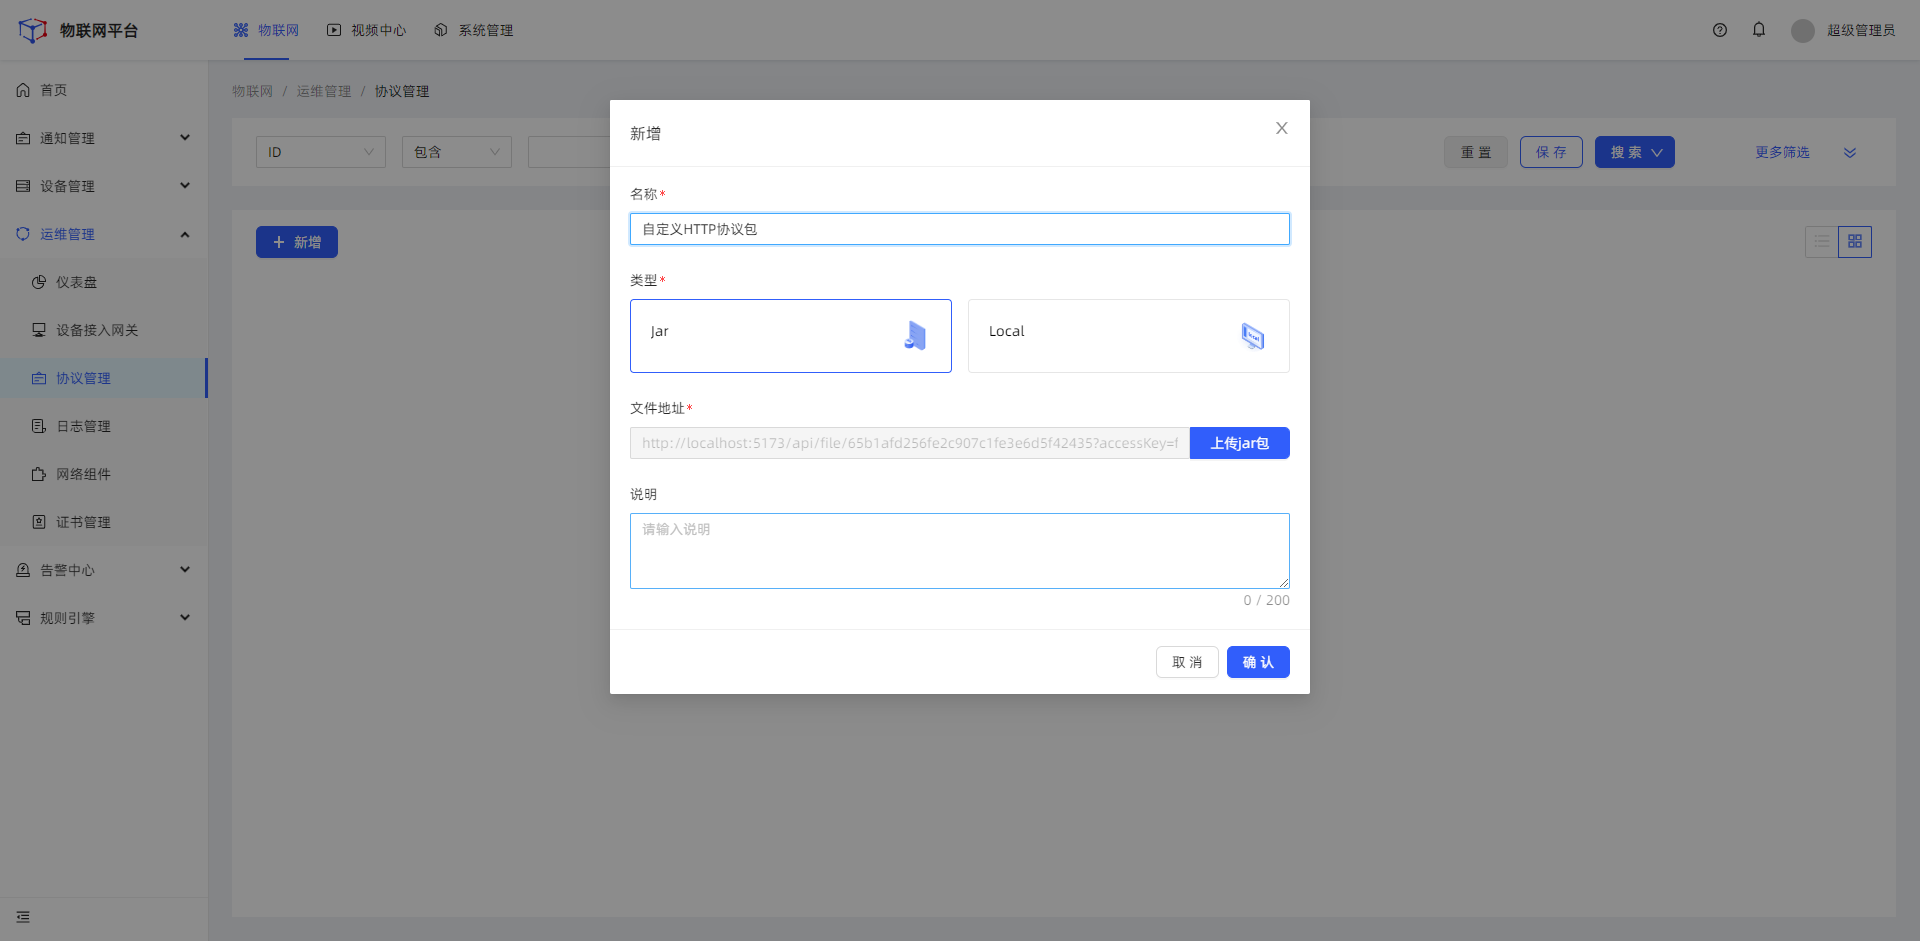 物联网平台
物联网
视频中心
系统管理
超级管理员
首页
通知管理
设备管理
运维管理
仪表盘
设备接入网关
协议管理
日志管理
网络组件
证书管理
告警中心
规则引擎
物联网 / 运维管理 / 协议管理
ID
包含
重 置
保 存
搜 索
更多筛选
新增
新增
名称*
自定义HTTP协议包
类型*
Jar
Local
文件地址*
http://localhost:5173/api/file/65b1afd256fe2c907c1fe3e6d5f42435?accessKey=f
上传jar包
说明
请输入说明
0 / 200
取 消
确 认